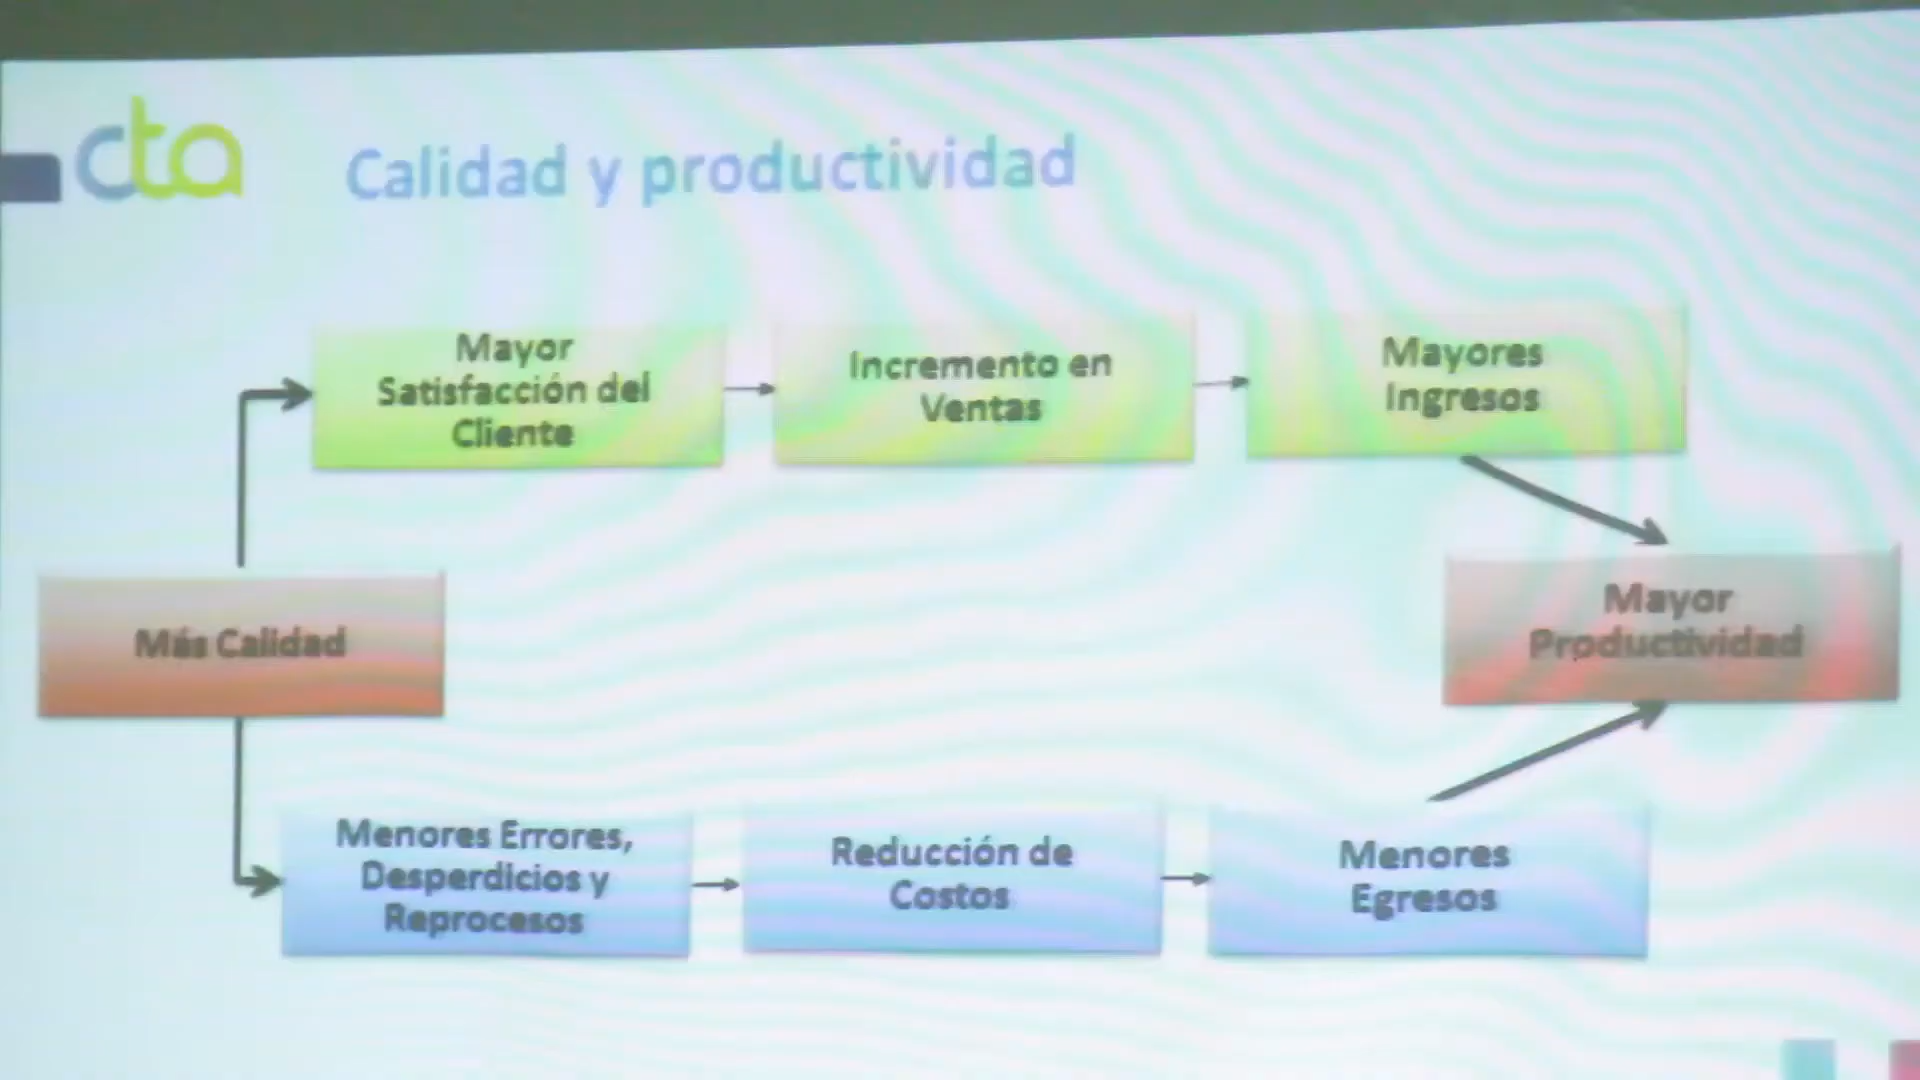 cta
Calidad y productividad
Mayor
Satisfacción del
Cliente
Incremento en
Ventas
Mayores
Ingresos
Más Calidad
Mayor
Productividad
Menores Errores,
Desperdicios y
Reprocesos
Reducción de
Costos
Menores
Egresos